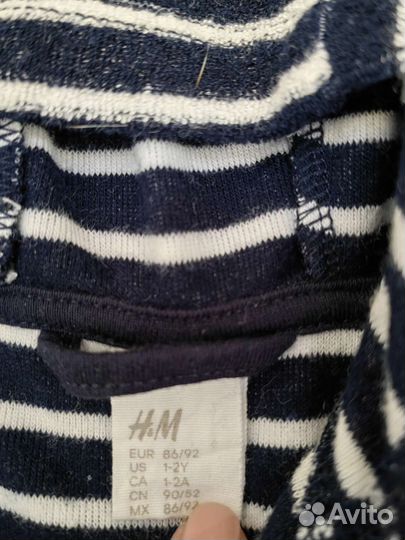 H&M
EUR 86/92
US 1-2Y
CA 1-2A
CN 90/52
MX 86/92
Avito